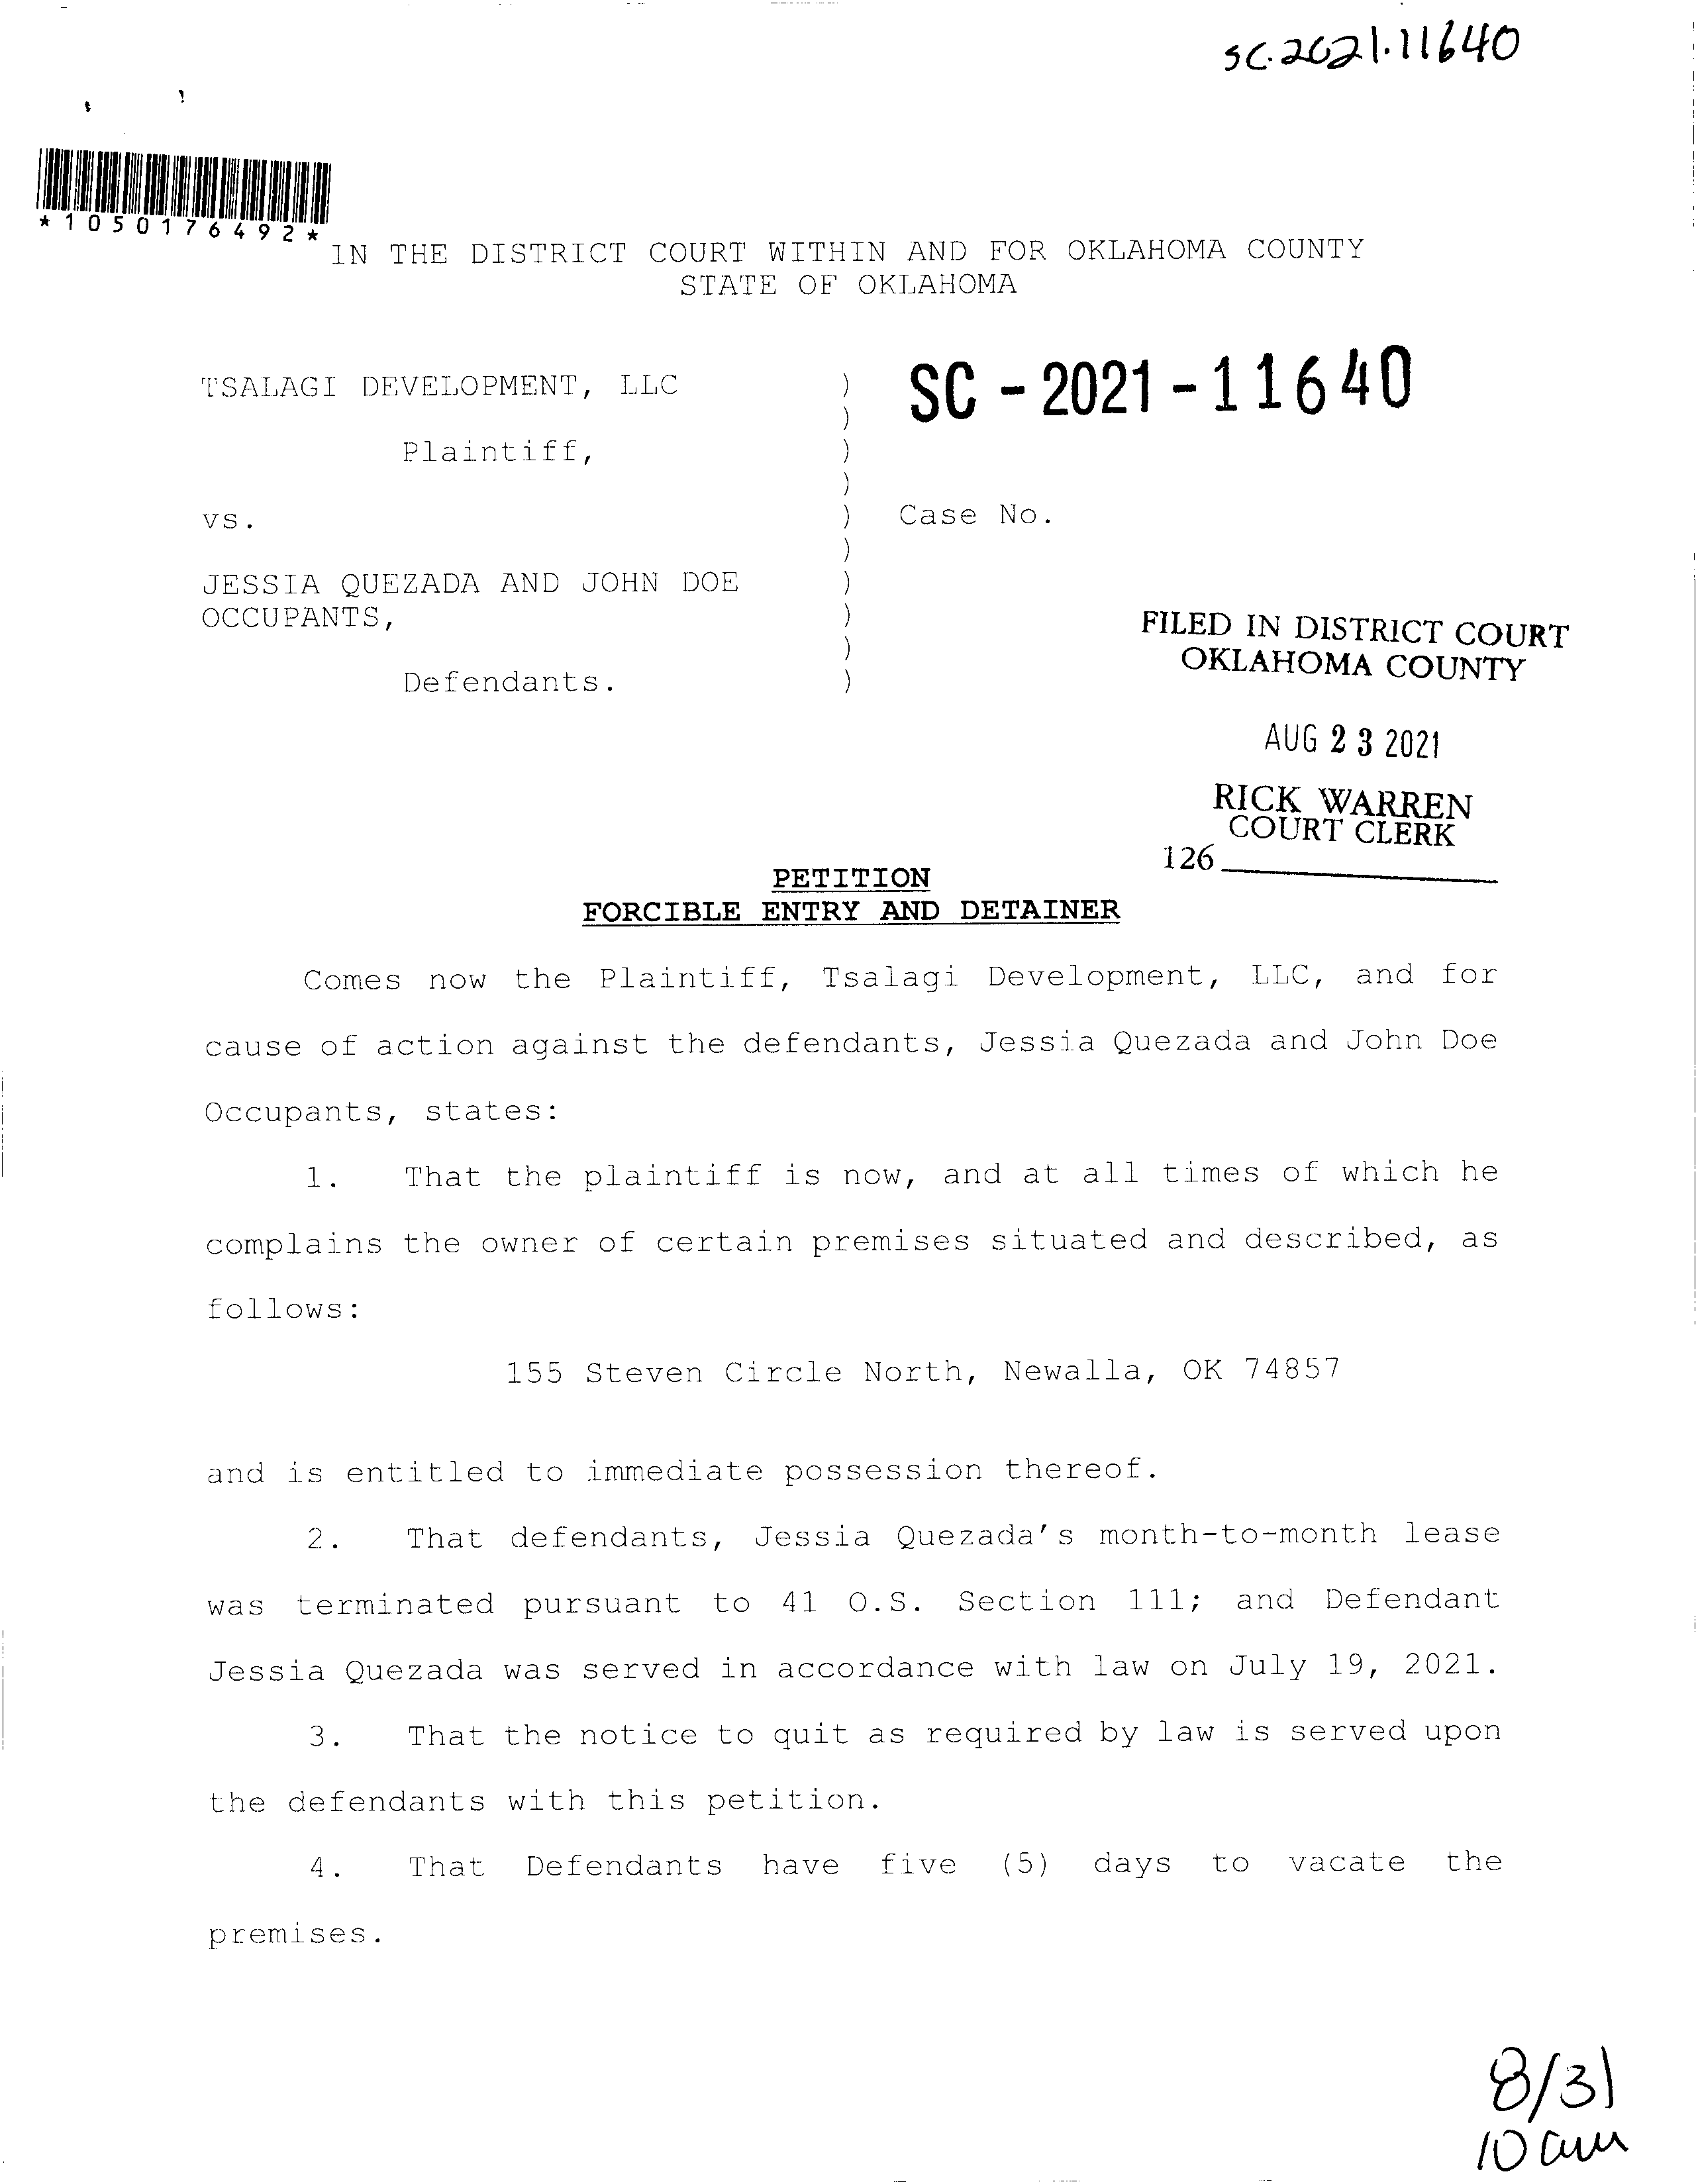 SC.2021.11640
*1050176492*
IN THE DISTRICT COURT WITHIN AND FOR OKLAHOMA COUNTY
STATE OF OKLAHOMA
TSALAGI DEVELOPMENT, LLC )
)
Plaintiff, )
)
vs. ) Case No. SC-2021-11640
)
JESSIA QUEZADA AND JOHN DOE )
OCCUPANTS, )
)
Defendants. )
FILED IN DISTRICT COURT
OKLAHOMA COUNTY
AUG 23 2021
RICK WARREN
COURT CLERK
126
PETITION
FORCIBLE ENTRY AND DETAINER
Comes now the Plaintiff, Tsalagi Development, LLC, and for
cause of action against the defendants, Jessia Quezada and John Doe
Occupants, states:
1. That the plaintiff is now, and at all times of which he
complains the owner of certain premises situated and described, as
follows:
155 Steven Circle North, Newalla, OK 74857
and is entitled to immediate possession thereof.
2. That defendants, Jessia Quezada's month-to-month lease
was terminated pursuant to 41 O.S. Section 111; and Defendant
Jessia Quezada was served in accordance with law on July 19, 2021.
3. That the notice to quit as required by law is served upon
the defendants with this petition.
4. That Defendants have five (5) days to vacate the
premises.
8/31
10 am